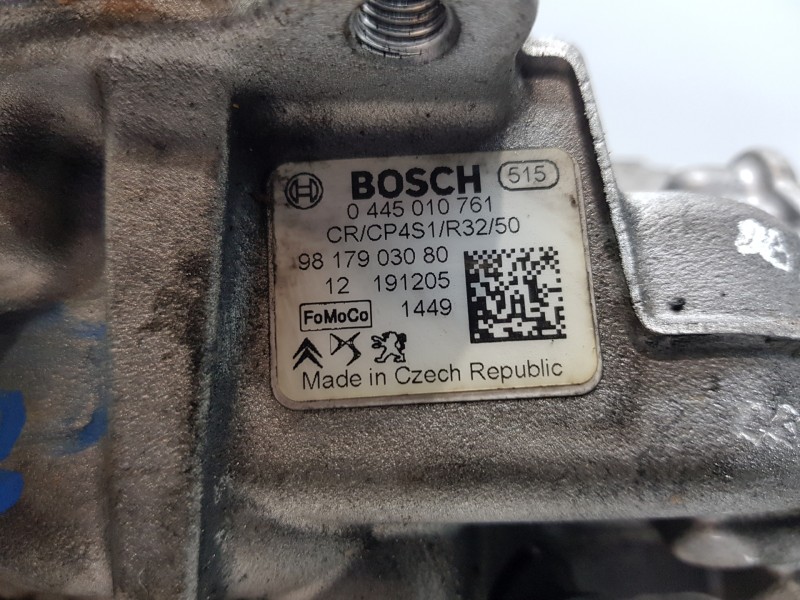 BOSCH 515
0 445 010 761
CR/CP4S1/R32/50
98 179 030 80
12 191205
FoMoCo 1449
Made in Czech Republic